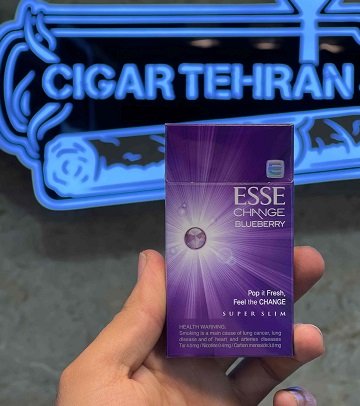 CIGAR TEHRAN
ESSE
CHANGE
BLUEBERRY
Pop it Fresh,
Feel the CHANGE
SUPER SLIM
HEALTH WARNING:
Smoking is a main cause of lung cancer, lung
disease and of heart and arteries diseases